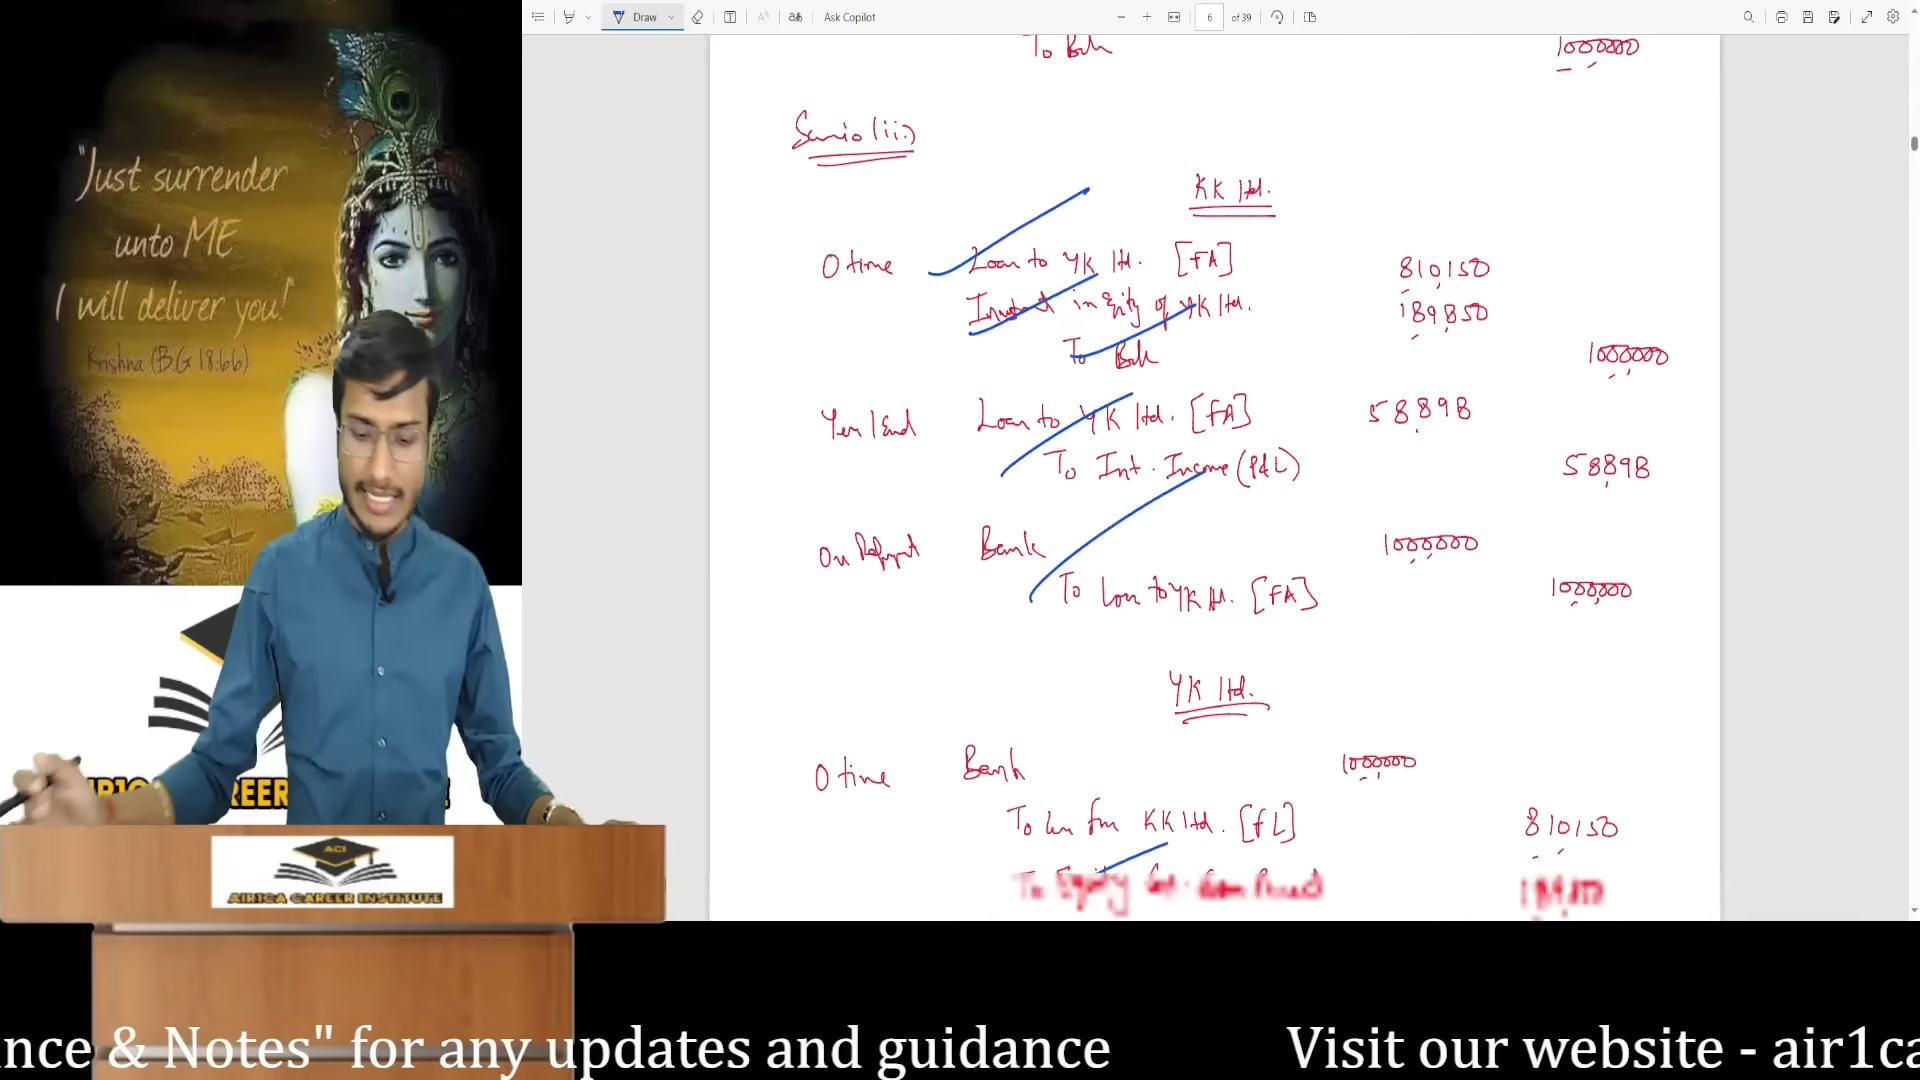 Draw
Ask Copilot
6 of 39
"Just surrender
unto ME
I will deliver you!"
Krishna (B.G 18.66)
To Bank
1000000
(ii)
KK ltd.
0 time Loan to YK ltd. [FA] 810150
Investment in Equity of YK ltd. 189850
To Bank 1000000
Year 1 End Loan to YK ltd. [FA] 58898
To Int. Income (P&L) 58898
On Repayment Bank 1000000
To Loan to YK ltd. [FA] 1000000
YK ltd.
0 time Bank 1000000
To Loan from KK ltd. [FL] 810150
To Equity
ACI
AIR1CA CAREER INSTITUTE
nce & Notes" for any updates and guidance
Visit our website - air1ca